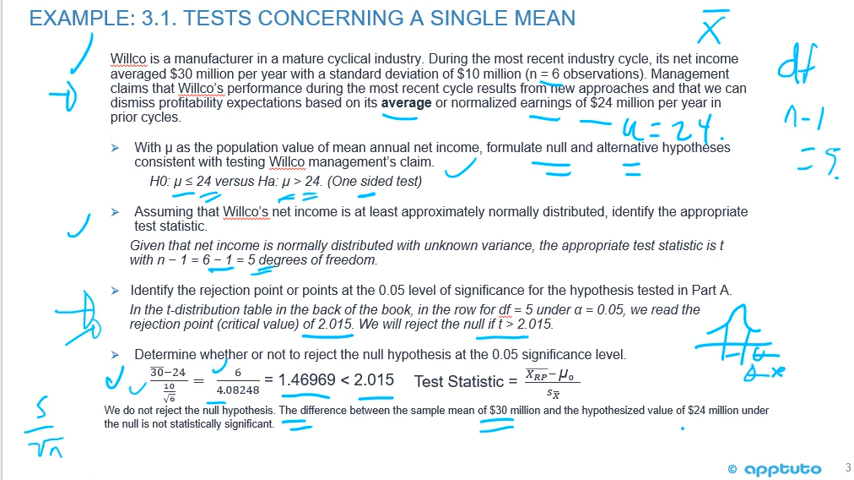 EXAMPLE: 3.1. TESTS CONCERNING A SINGLE MEAN
X̅
Willco is a manufacturer in a mature cyclical industry. During the most recent industry cycle, its net income
averaged $30 million per year with a standard deviation of $10 million (n = 6 observations). Management
claims that Willco's performance during the most recent cycle results from new approaches and that we can
dismiss profitability expectations based on its average or normalized earnings of $24 million per year in
prior cycles.
df
n-1
= 5
u = 24.
➢ With μ as the population value of mean annual net income, formulate null and alternative hypotheses
consistent with testing Willco management's claim.
H0: μ ≤ 24 versus Ha: μ > 24. (One sided test)
➢ Assuming that Willco's net income is at least approximately normally distributed, identify the appropriate
test statistic.
Given that net income is normally distributed with unknown variance, the appropriate test statistic is t
with n − 1 = 6 − 1 = 5 degrees of freedom.
➢ Identify the rejection point or points at the 0.05 level of significance for the hypothesis tested in Part A.
In the t-distribution table in the back of the book, in the row for df = 5 under α = 0.05, we read the
rejection point (critical value) of 2.015. We will reject the null if t > 2.015.
➢ Determine whether or not to reject the null hypothesis at the 0.05 significance level.
(30−24)/(10/√6) = 6/4.08248 = 1.46969 < 2.015 Test Statistic = (X̅RP − μ₀)/sX̅
s/√n
We do not reject the null hypothesis. The difference between the sample mean of $30 million and the hypothesized value of $24 million under
the null is not statistically significant.
© apptuto
3